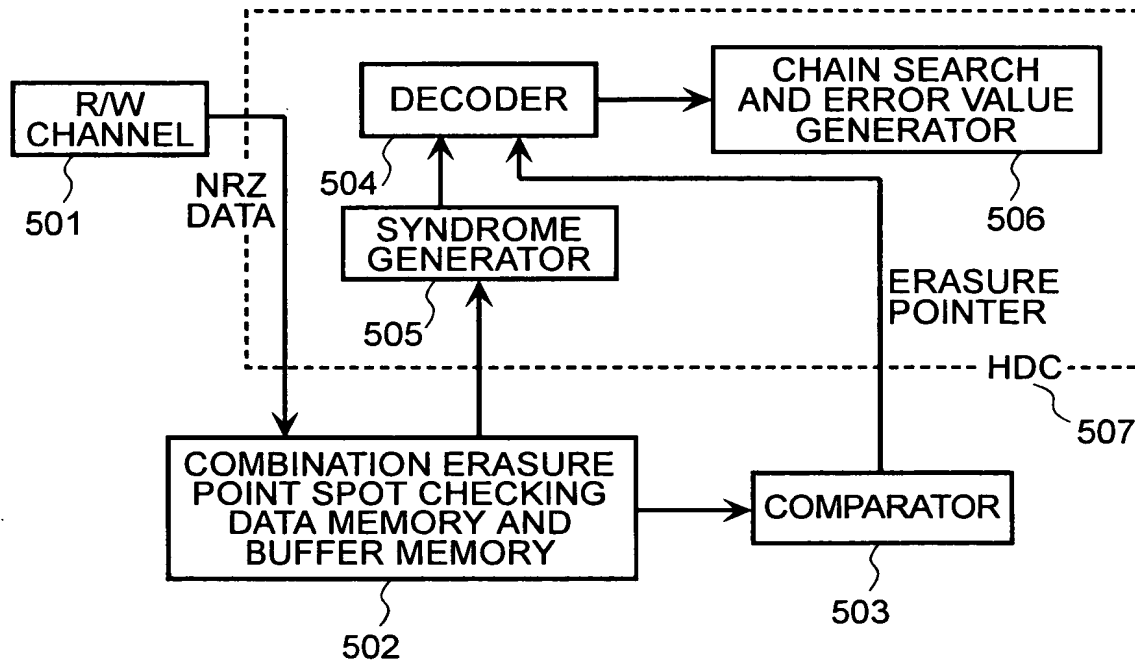 R/W
CHANNEL
501
NRZ
DATA
DECODER
504
CHAIN SEARCH
AND ERROR VALUE
GENERATOR
506
SYNDROME
GENERATOR
505
ERASURE
POINTER
HDC
507
COMBINATION ERASURE
POINT SPOT CHECKING
DATA MEMORY AND
BUFFER MEMORY
502
COMPARATOR
503